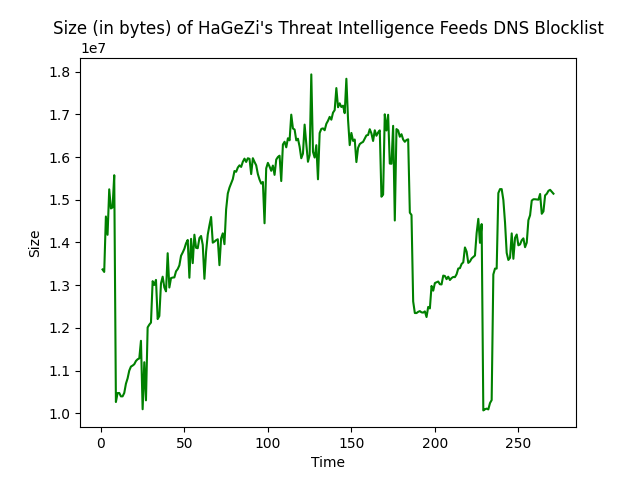 Size (in bytes) of HaGeZi's Threat Intelligence Feeds DNS Blocklist
1e7
1.8
1.7
1.6
1.5
1.4
1.3
1.2
1.1
1.0
Size
0 50 100 150 200 250
Time